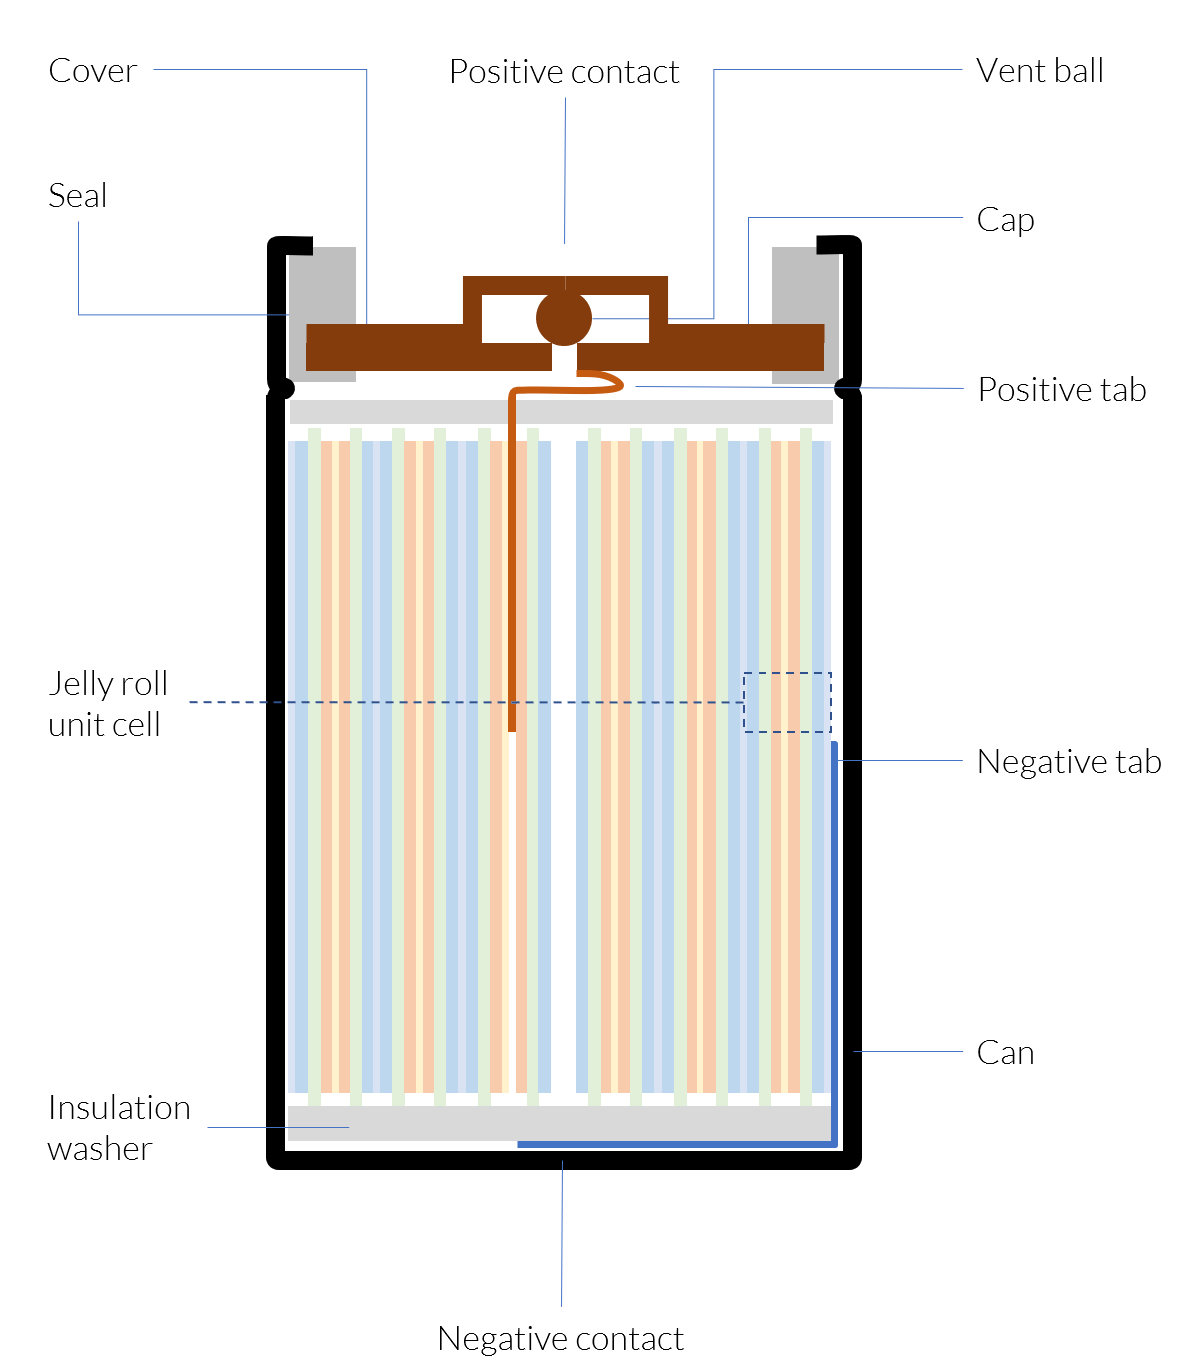 Cover
Positive contact
Vent ball
Seal
Cap
Positive tab
Jelly roll
unit cell
Negative tab
Can
Insulation
washer
Negative contact